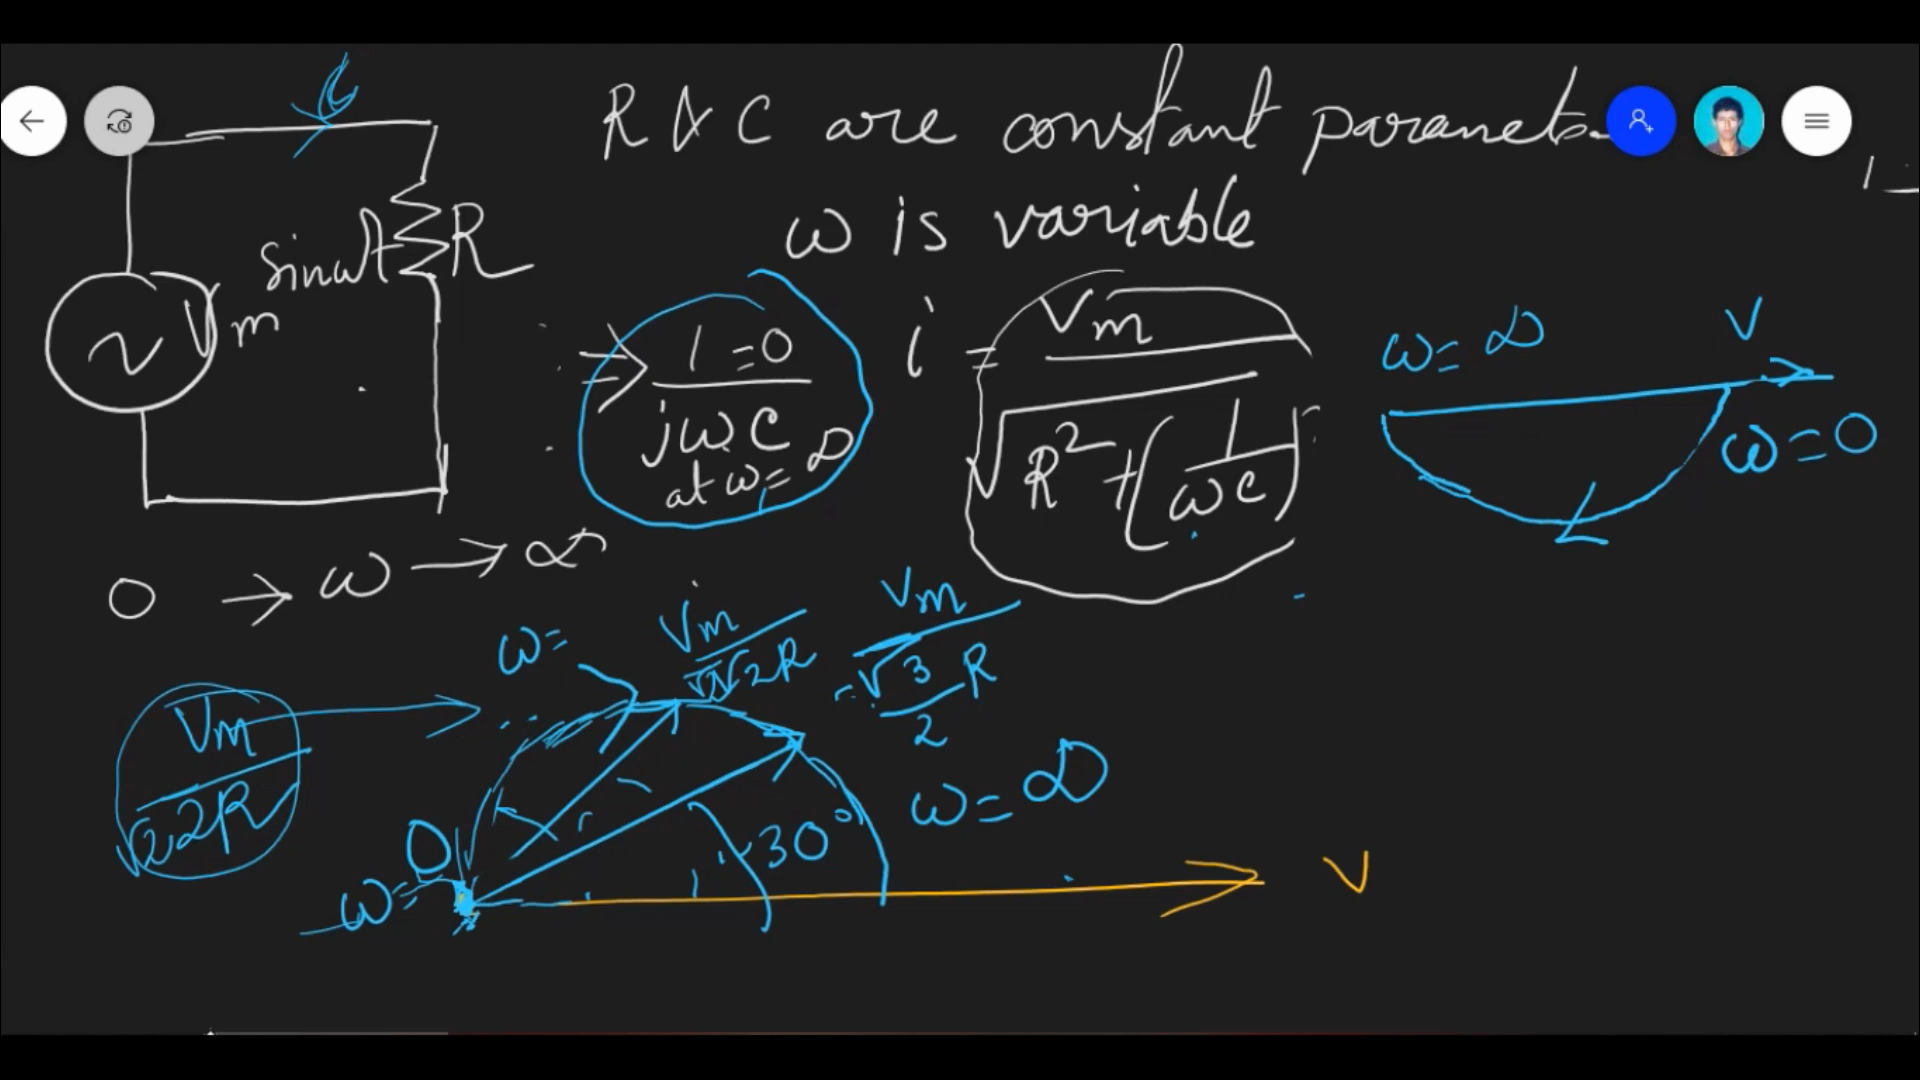 R & C are constant paramet
ω is variable
i
sinωt
R
Vm
1 = 0
jωC
at ω = ∞
i = Vm
√R² + (1/ωC)²
ω = ∞
V
ω = 0
0 → ω → ∞
ω =
Vm
√2R
Vm
√3/2 R
Vm
√2R
ω = ∞
30°
ω = 0
V